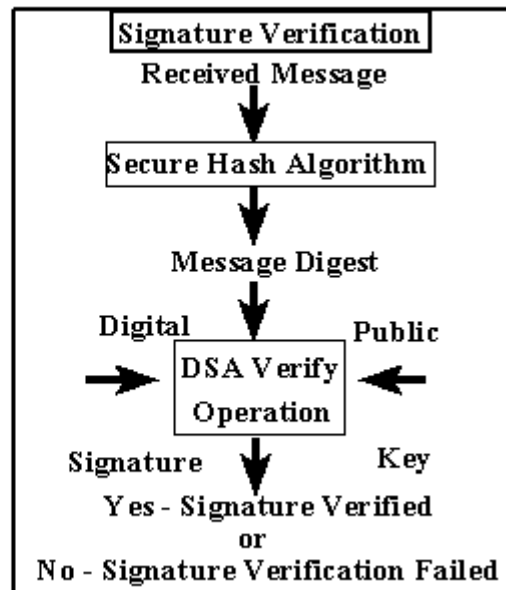 Signature Verification
Received Message
Secure Hash Algorithm
Message Digest
Digital
Public
DSA Verify
Operation
Signature
Key
Yes - Signature Verified
or
No - Signature Verification Failed